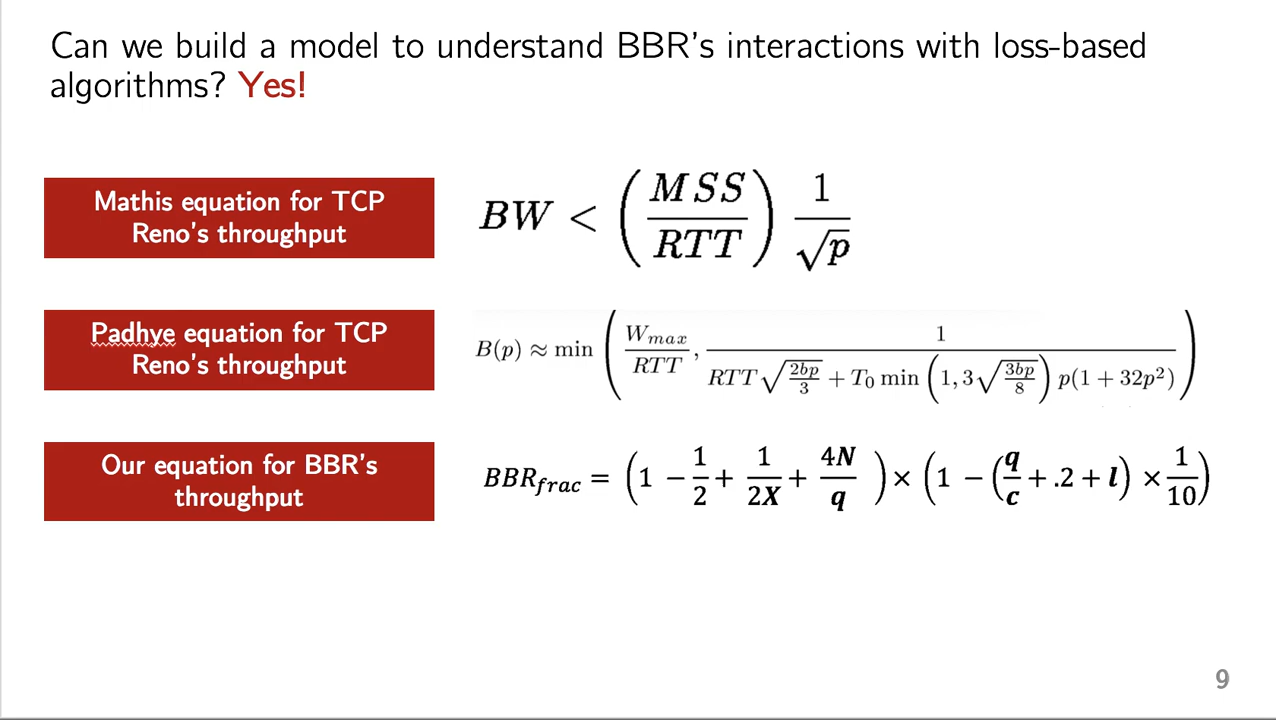 Can we build a model to understand BBR's interactions with loss-based
algorithms? Yes!
Mathis equation for TCP
Reno's throughput
BW < (MSS/RTT) 1/√p
Padhye equation for TCP
Reno's throughput
B(p) ≈ min (W_max/RTT, 1/(RTT√(2bp/3) + T_0 min (1, 3√(3bp/8)) p(1 + 32p²)))
Our equation for BBR's
throughput
BBR_frac = (1 − 1/2 + 1/2X + 4N/q) × (1 − (q/c + .2 + l) × 1/10)
9